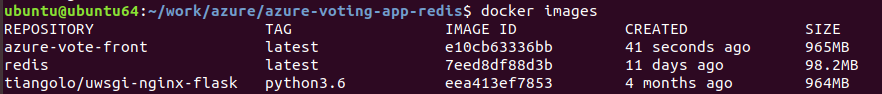 ubuntu@ubuntu64:~/work/azure/azure-voting-app-redis$ docker images
REPOSITORY TAG IMAGE ID CREATED SIZE
azure-vote-front latest e10cb63336bb 41 seconds ago 965MB
redis latest 7eed8df88d3b 11 days ago 98.2MB
tiangolo/uwsgi-nginx-flask python3.6 eea413ef7853 4 months ago 964MB